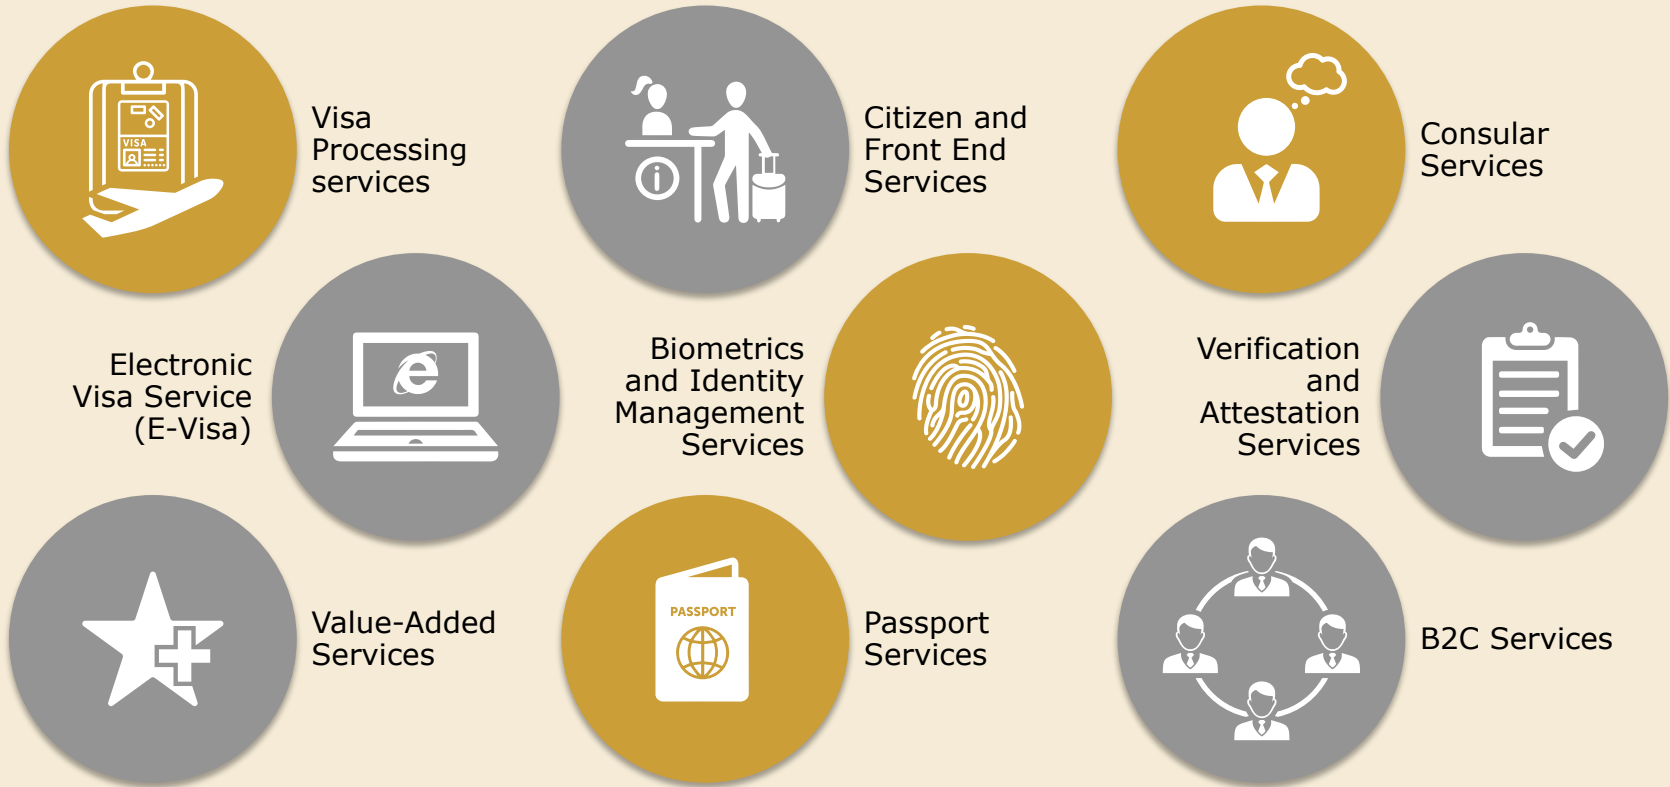 VISA
Visa
Processing
services
Citizen and
Front End
Services
Consular
Services
Electronic
Visa Service
(E-Visa)
Biometrics
and Identity
Management
Services
Verification
and
Attestation
Services
Value-Added
Services
PASSPORT
Passport
Services
B2C Services